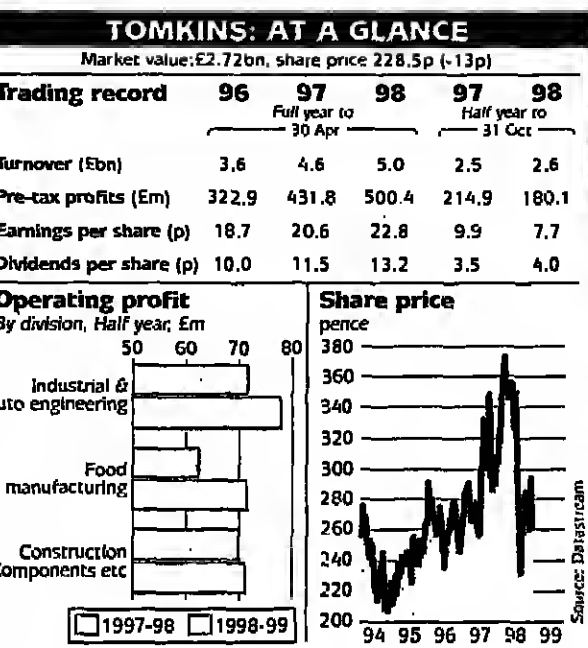 TOMKINS: AT A GLANCE
Market value:£2.72bn, share price 228.5p (-13p)
Trading record 96 97 98 97 98
Full year to Half year to
30 Apr 31 Oct
Turnover (£bn) 3.6 4.6 5.0 2.5 2.6
Pre-tax profits (£m) 322.9 431.8 500.4 214.9 180.1
Earnings per share (p) 18.7 20.6 22.8 9.9 7.7
Dividends per share (p) 10.0 11.5 13.2 3.5 4.0
Operating profit
By division, Half year, £m
50 60 70 80
Industrial &
uto engineering
Food
manufacturing
Construction
Components etc
1997-98 1998-99
Share price
pence
380
360
340
320
300
280
260
240
220
200
94 95 96 97 98 99
Source: Datastream